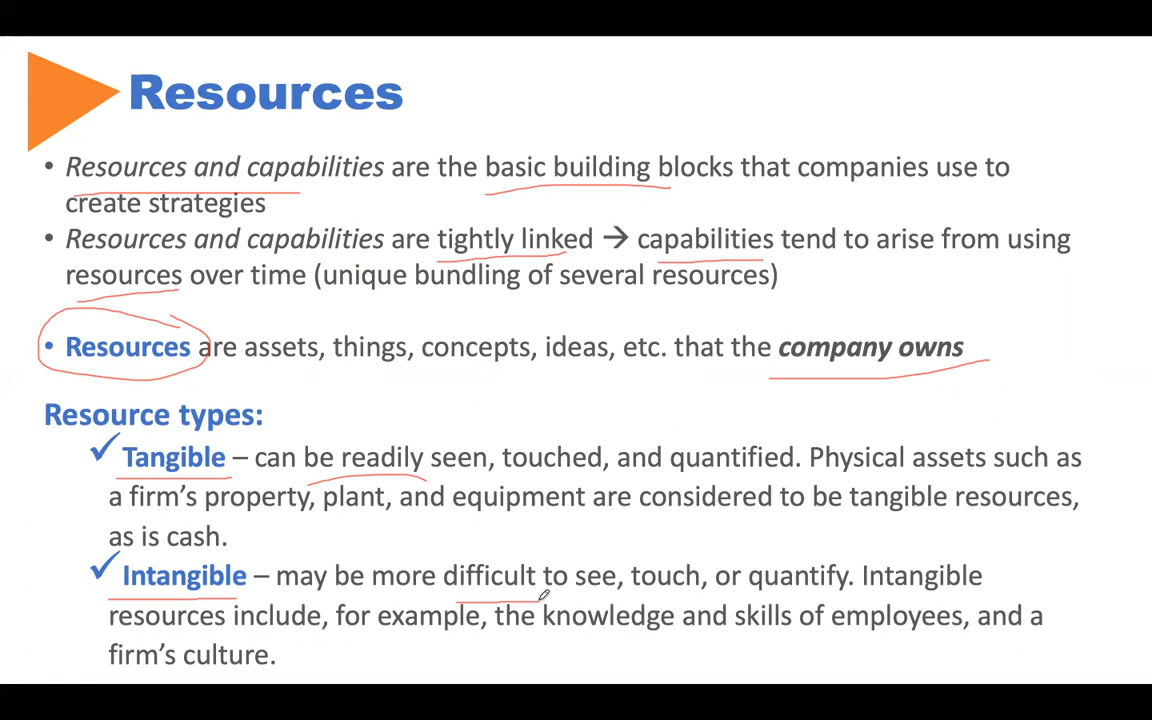 Resources
• Resources and capabilities are the basic building blocks that companies use to
create strategies
• Resources and capabilities are tightly linked → capabilities tend to arise from using
resources over time (unique bundling of several resources)
• Resources are assets, things, concepts, ideas, etc. that the company owns
Resource types:
✓ Tangible – can be readily seen, touched, and quantified. Physical assets such as
a firm's property, plant, and equipment are considered to be tangible resources,
as is cash.
✓ Intangible – may be more difficult to see, touch, or quantify. Intangible
resources include, for example, the knowledge and skills of employees, and a
firm's culture.